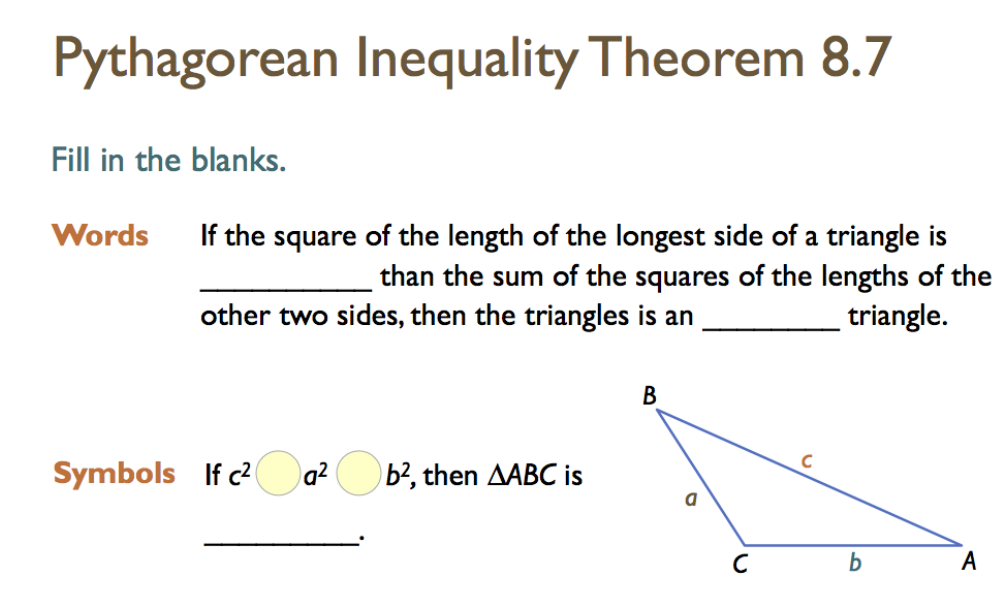 Pythagorean Inequality Theorem 8.7
Fill in the blanks.
Words If the square of the length of the longest side of a triangle is
____________ than the sum of the squares of the lengths of the
other two sides, then the triangles is an __________ triangle.
B
Symbols If c² ◯ a² ◯ b², then ΔABC is
c
a
___________.
C b A